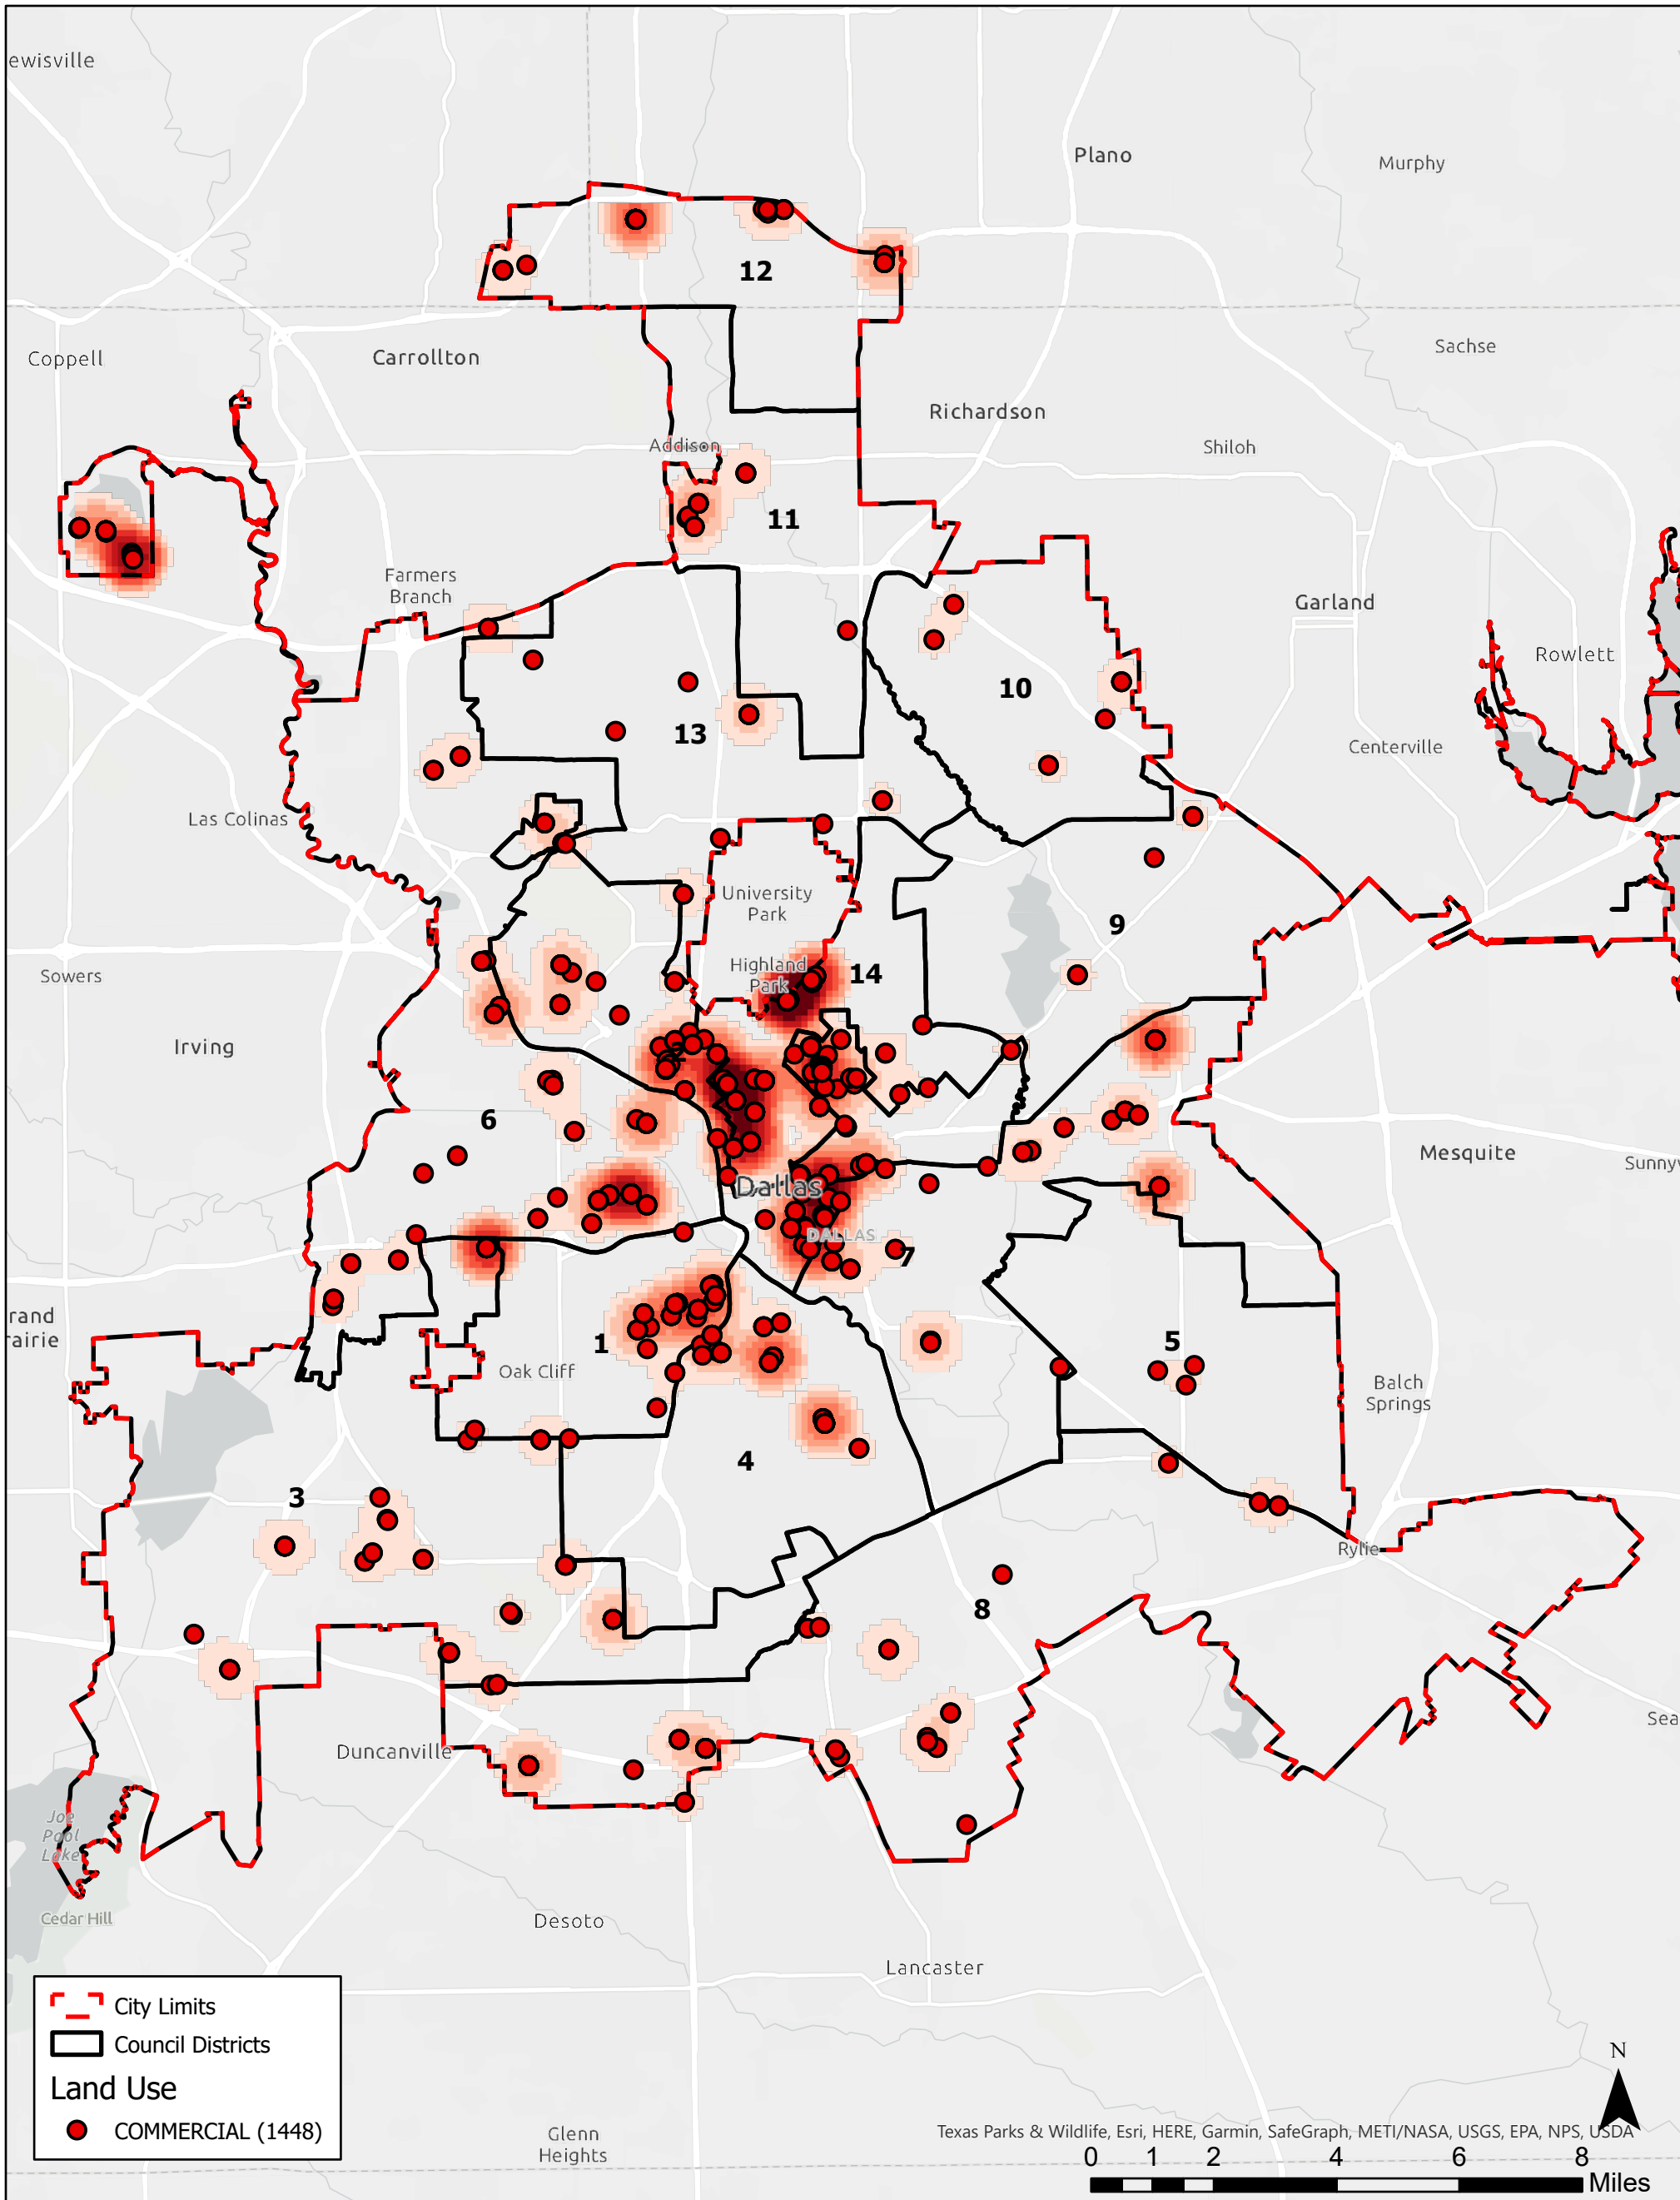 ewisville
Plano
Murphy
12
Coppell
Carrollton
Sachse
Richardson
Addison
Shiloh
11
Farmers
Branch
Garland
Rowlett
10
13
Centerville
Las Colinas
University
Park
9
Sowers
Highland
Park
14
Irving
2
6
Mesquite
Sunnyv
Dallas
DALLAS
7
rand
rairie
1
5
Oak Cliff
Balch
Springs
4
3
Rylie
8
Sea
Duncanville
Joe
Pool
Lake
Cedar Hill
Desoto
Lancaster
City Limits
Council Districts
Land Use
COMMERCIAL (1448)
Glenn
Heights
N
Texas Parks & Wildlife, Esri, HERE, Garmin, SafeGraph, METI/NASA, USGS, EPA, NPS, USDA
0 1 2 4 6 8
Miles